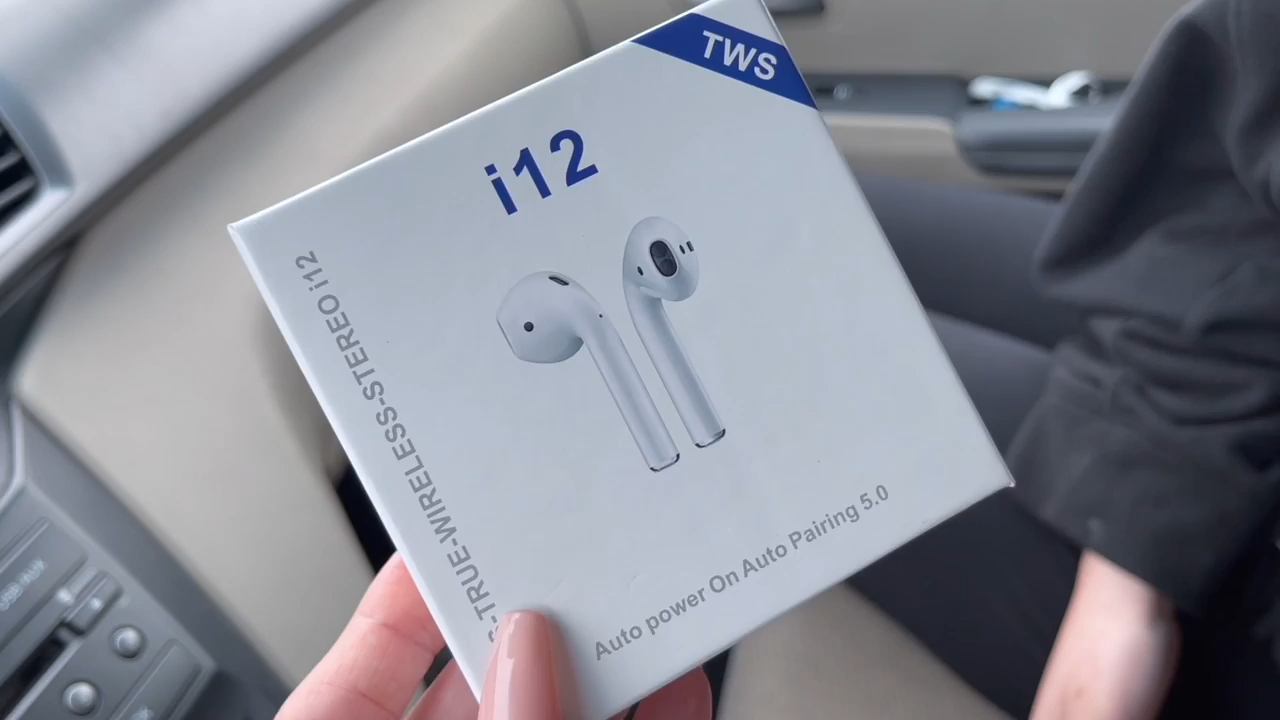 TWS
i12
-TRUE-WIRELESS-STEREO i12
Auto power On Auto Pairing 5.0